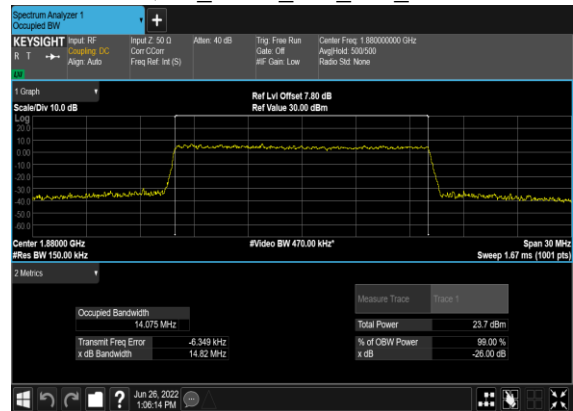 Spectrum Analyzer 1
Occupied BW
+
KEYSIGHT
R T
LXI
Input: RF
Coupling: DC
Align: Auto
Input Z: 50 Ω
Corr CCorr
Freq Ref: Int (S)
Atten: 40 dB
Trig: Free Run
Gate: Off
#IF Gain: Low
Center Freq: 1.880000000 GHz
Avg|Hold: 500/500
Radio Std: None
1 Graph
Scale/Div 10.0 dB
Ref Lvl Offset 7.80 dB
Ref Value 30.00 dBm
Log
20.0
10.0
0.00
-10.0
-20.0
-30.0
-40.0
-50.0
-60.0
Center 1.88000 GHz
#Res BW 150.00 kHz
#Video BW 470.00 kHz*
Span 30 MHz
Sweep 1.67 ms (1001 pts)
2 Metrics
Measure Trace Trace 1
Occupied Bandwidth
14.075 MHz
Total Power 23.7 dBm
Transmit Freq Error -6.349 kHz
% of OBW Power 99.00 %
x dB Bandwidth 14.82 MHz
x dB -26.00 dB
?
Jun 26, 2022
1:06:14 PM